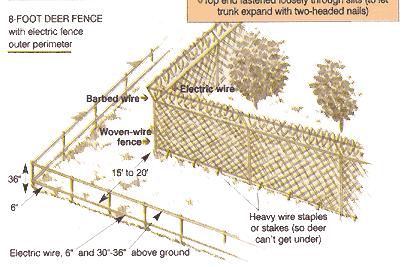 Top end fastened loosely through slits (to let
trunk expand with two-headed nails)
8-FOOT DEER FENCE
with electric fence
outer perimeter
Electric wire
Barbed wire
Woven-wire
fence
15' to 20'
36"
6"
Heavy wire staples
or stakes (so deer
can't get under)
Electric wire, 6" and 30"-36" above ground